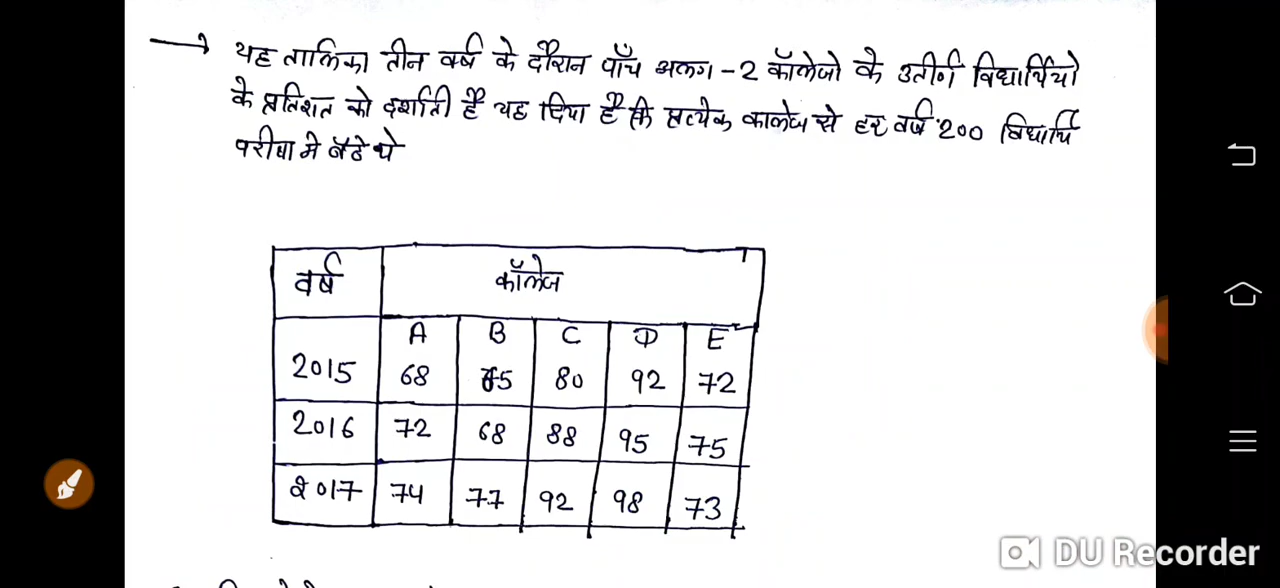 → यह तालिका तीन वर्ष के दौरान पाँच अलग-2 कॉलेजो के उतीर्ण विधार्थियो
के प्रतिशत को दर्शाती है यह दिया है कि प्रत्येक कालेज से हर वर्ष 200 विधार्थि
परीक्षा मे बैठे थे
वर्ष कॉलेज
A B C D E
2015 68 80 92 72
2016 72 68 88 95 75
2017 74 77 92 98 73
DU Recorder